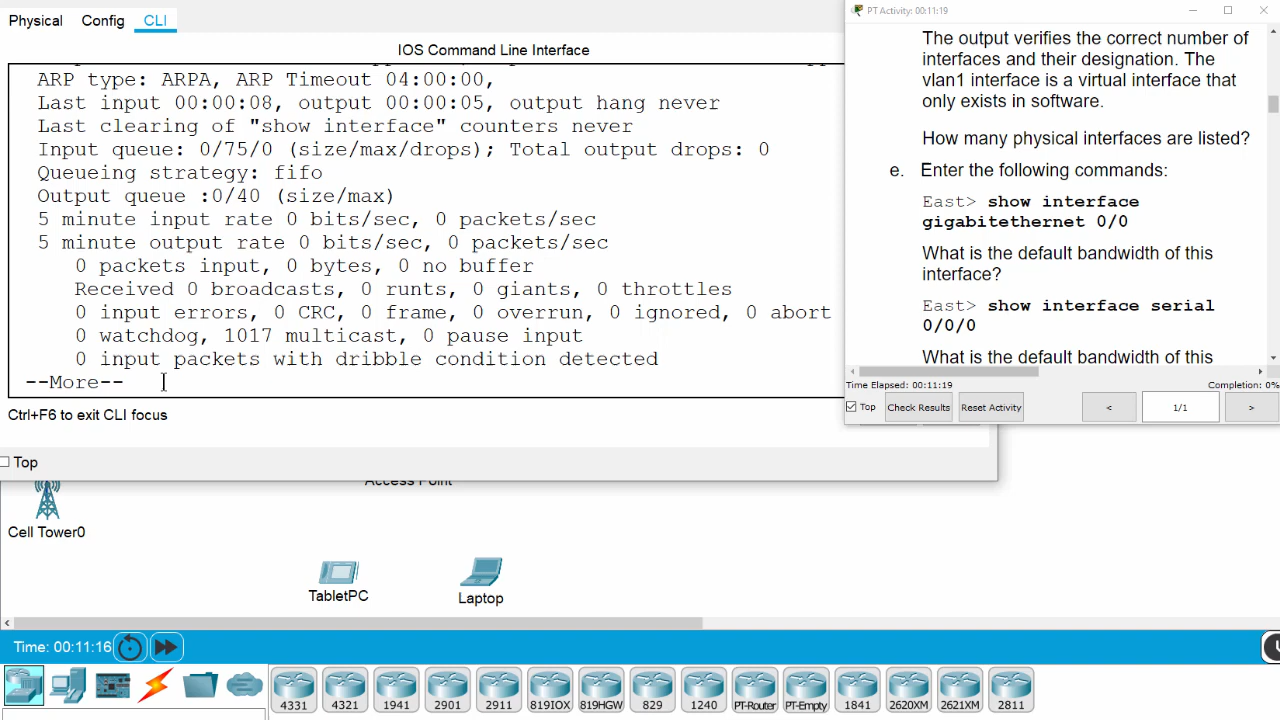 Physical Config CLI
IOS Command Line Interface
ARP type: ARPA, ARP Timeout 04:00:00,
Last input 00:00:08, output 00:00:05, output hang never
Last clearing of "show interface" counters never
Input queue: 0/75/0 (size/max/drops); Total output drops: 0
Queueing strategy: fifo
Output queue :0/40 (size/max)
5 minute input rate 0 bits/sec, 0 packets/sec
5 minute output rate 0 bits/sec, 0 packets/sec
0 packets input, 0 bytes, 0 no buffer
Received 0 broadcasts, 0 runts, 0 giants, 0 throttles
0 input errors, 0 CRC, 0 frame, 0 overrun, 0 ignored, 0 abort
0 watchdog, 1017 multicast, 0 pause input
0 input packets with dribble condition detected
--More--
Ctrl+F6 to exit CLI focus
Top
PT Activity: 00:11:19
The output verifies the correct number of
interfaces and their designation. The
vlan1 interface is a virtual interface that
only exists in software.
How many physical interfaces are listed?
e. Enter the following commands:
East> show interface
gigabitethernet 0/0
What is the default bandwidth of this
interface?
East> show interface serial
0/0/0
What is the default bandwidth of this
Time Elapsed: 00:11:19 Completion: 0%
Top Check Results Reset Activity < 1/1 >
Access Point
Cell Tower0
TabletPC
Laptop
Time: 00:11:16
4331 4321 1941 2901 2911 819IOX 819HGW 829 1240 PT-Router PT-Empty 1841 2620XM 2621XM 2811